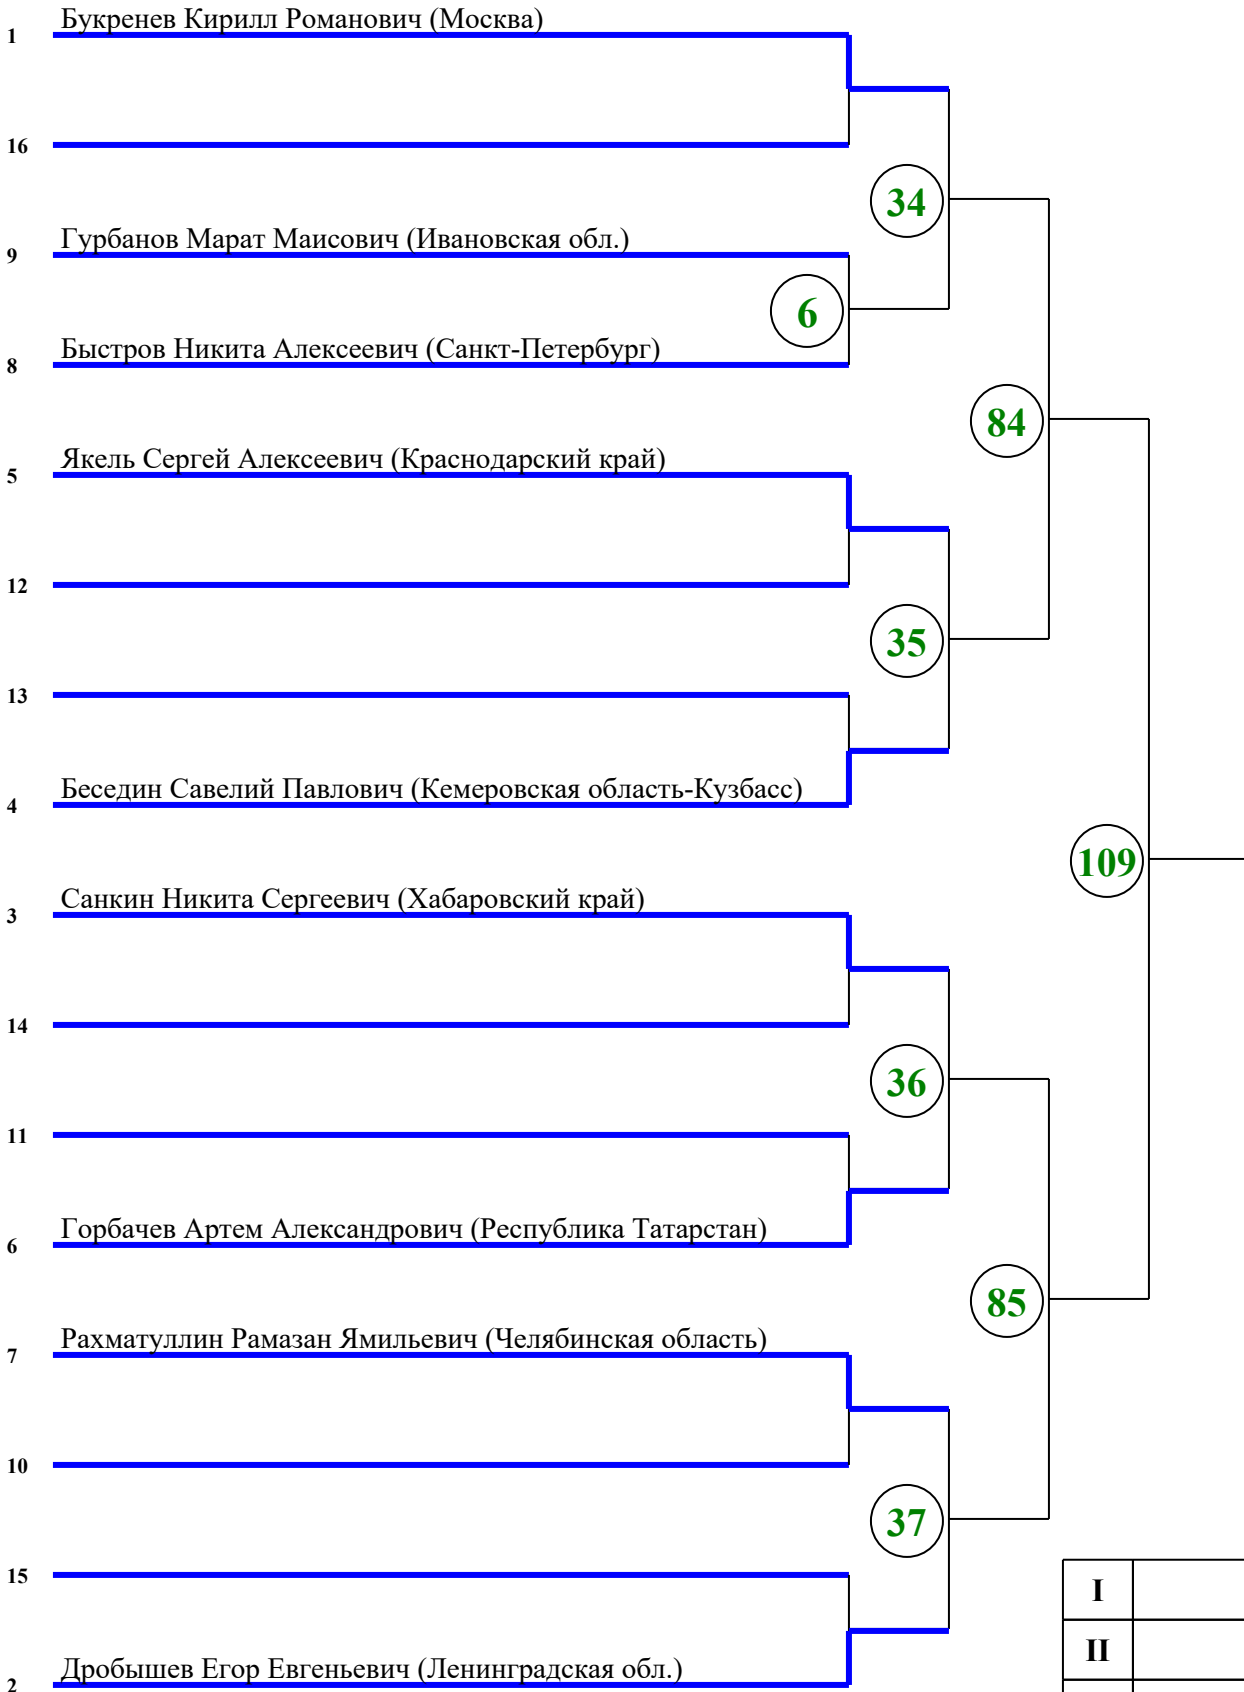 Букренев Кирилл Романович (Москва)
1
16
34
Гурбанов Марат Маисович (Ивановская обл.)
9
6
Быстров Никита Алексеевич (Санкт-Петербург)
8
84
Якель Сергей Алексеевич (Краснодарский край)
5
12
35
13
Беседин Савелий Павлович (Кемеровская область-Кузбасс)
4
109
Санкин Никита Сергеевич (Хабаровский край)
3
14
36
11
Горбачев Артем Александрович (Республика Татарстан)
6
85
Рахматуллин Рамазан Ямильевич (Челябинская область)
7
10
37
15
I
II
Дробышев Егор Евгеньевич (Ленинградская обл.)
2